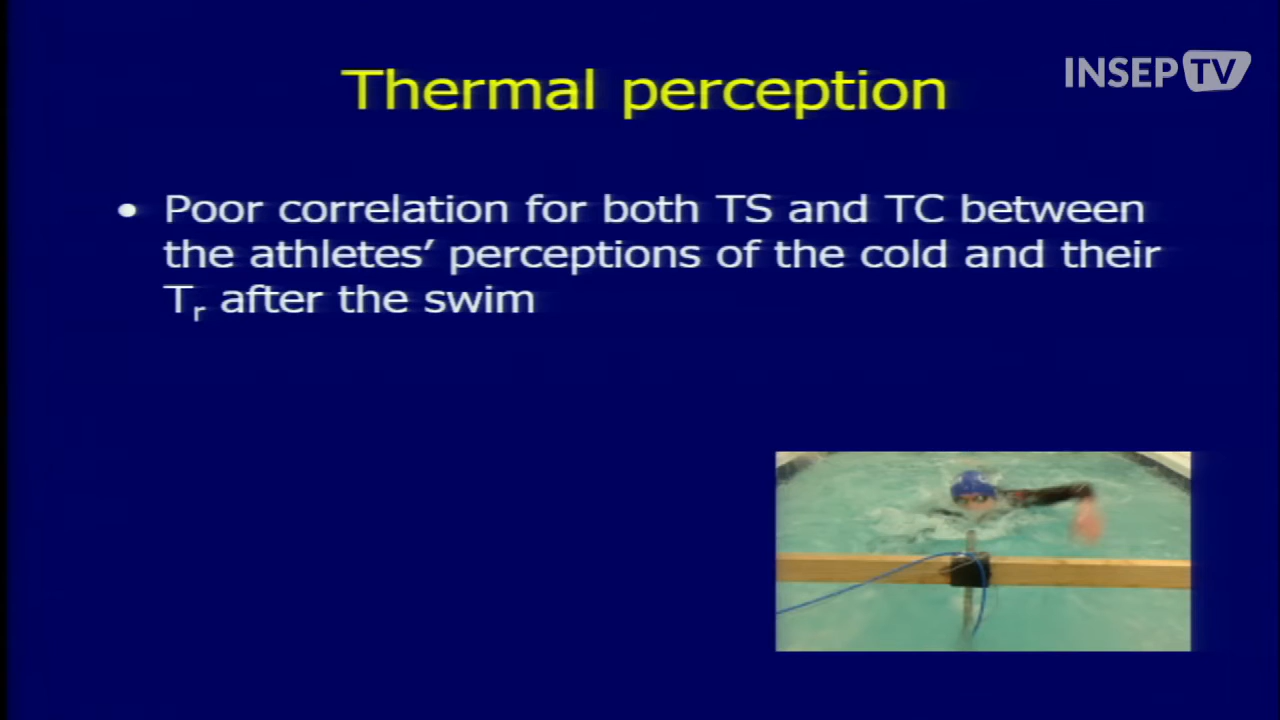 INSEP TV
Thermal perception
• Poor correlation for both TS and TC between
the athletes’ perceptions of the cold and their
Tr after the swim